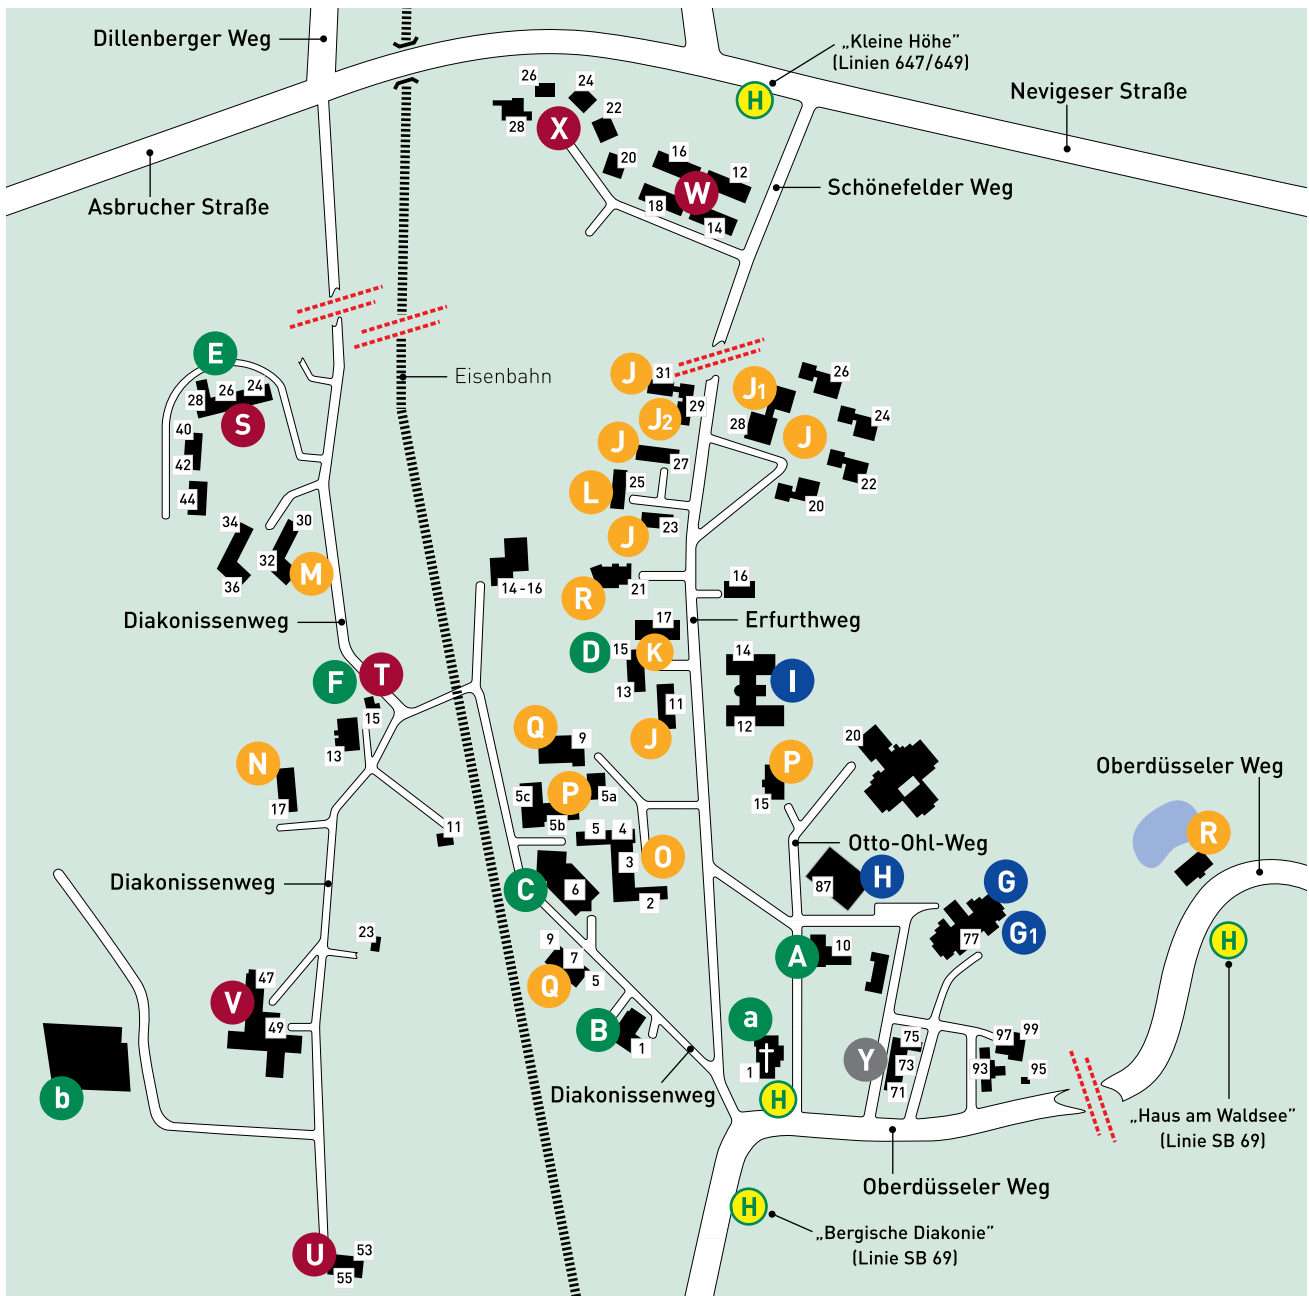 Dillenberger Weg
„Kleine Höhe”
(Linien 647/649)
H
Nevigeser Straße
26
24
22
28
X
20
16
12
W
18
14
Schönefelder Weg
Asbrucher Straße
E
28
26
24
S
40
42
44
34
30
32
36
M
Eisenbahn
J
31
J2
29
J
27
L
25
23
J
J1
28
J
26
24
22
20
14-16
R
21
16
Diakonissenweg
Erfurthweg
17
D
15
K
13
11
J
14
I
12
F
T
15
13
N
17
11
Q
9
P
5c
5a
5b
5
4
3
2
O
P
15
20
Oberdüsseler Weg
R
Otto-Ohl-Weg
87
H
G
G1
77
Diakonissenweg
C
6
23
9
7
5
Q
A
10
H
47
V
49
B
1
a
1
H
Y
75
73
71
97
99
93
95
b
Diakonissenweg
„Haus am Waldsee”
(Linie SB 69)
Oberdüsseler Weg
H
„Bergische Diakonie”
(Linie SB 69)
U
53
55